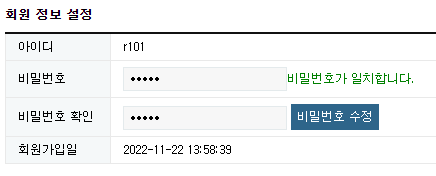 회원 정보 설정
아이디 r101
비밀번호 ••••• 비밀번호가 일치합니다.
비밀번호 확인 ••••• 비밀번호 수정
회원가입일 2022-11-22 13:58:39